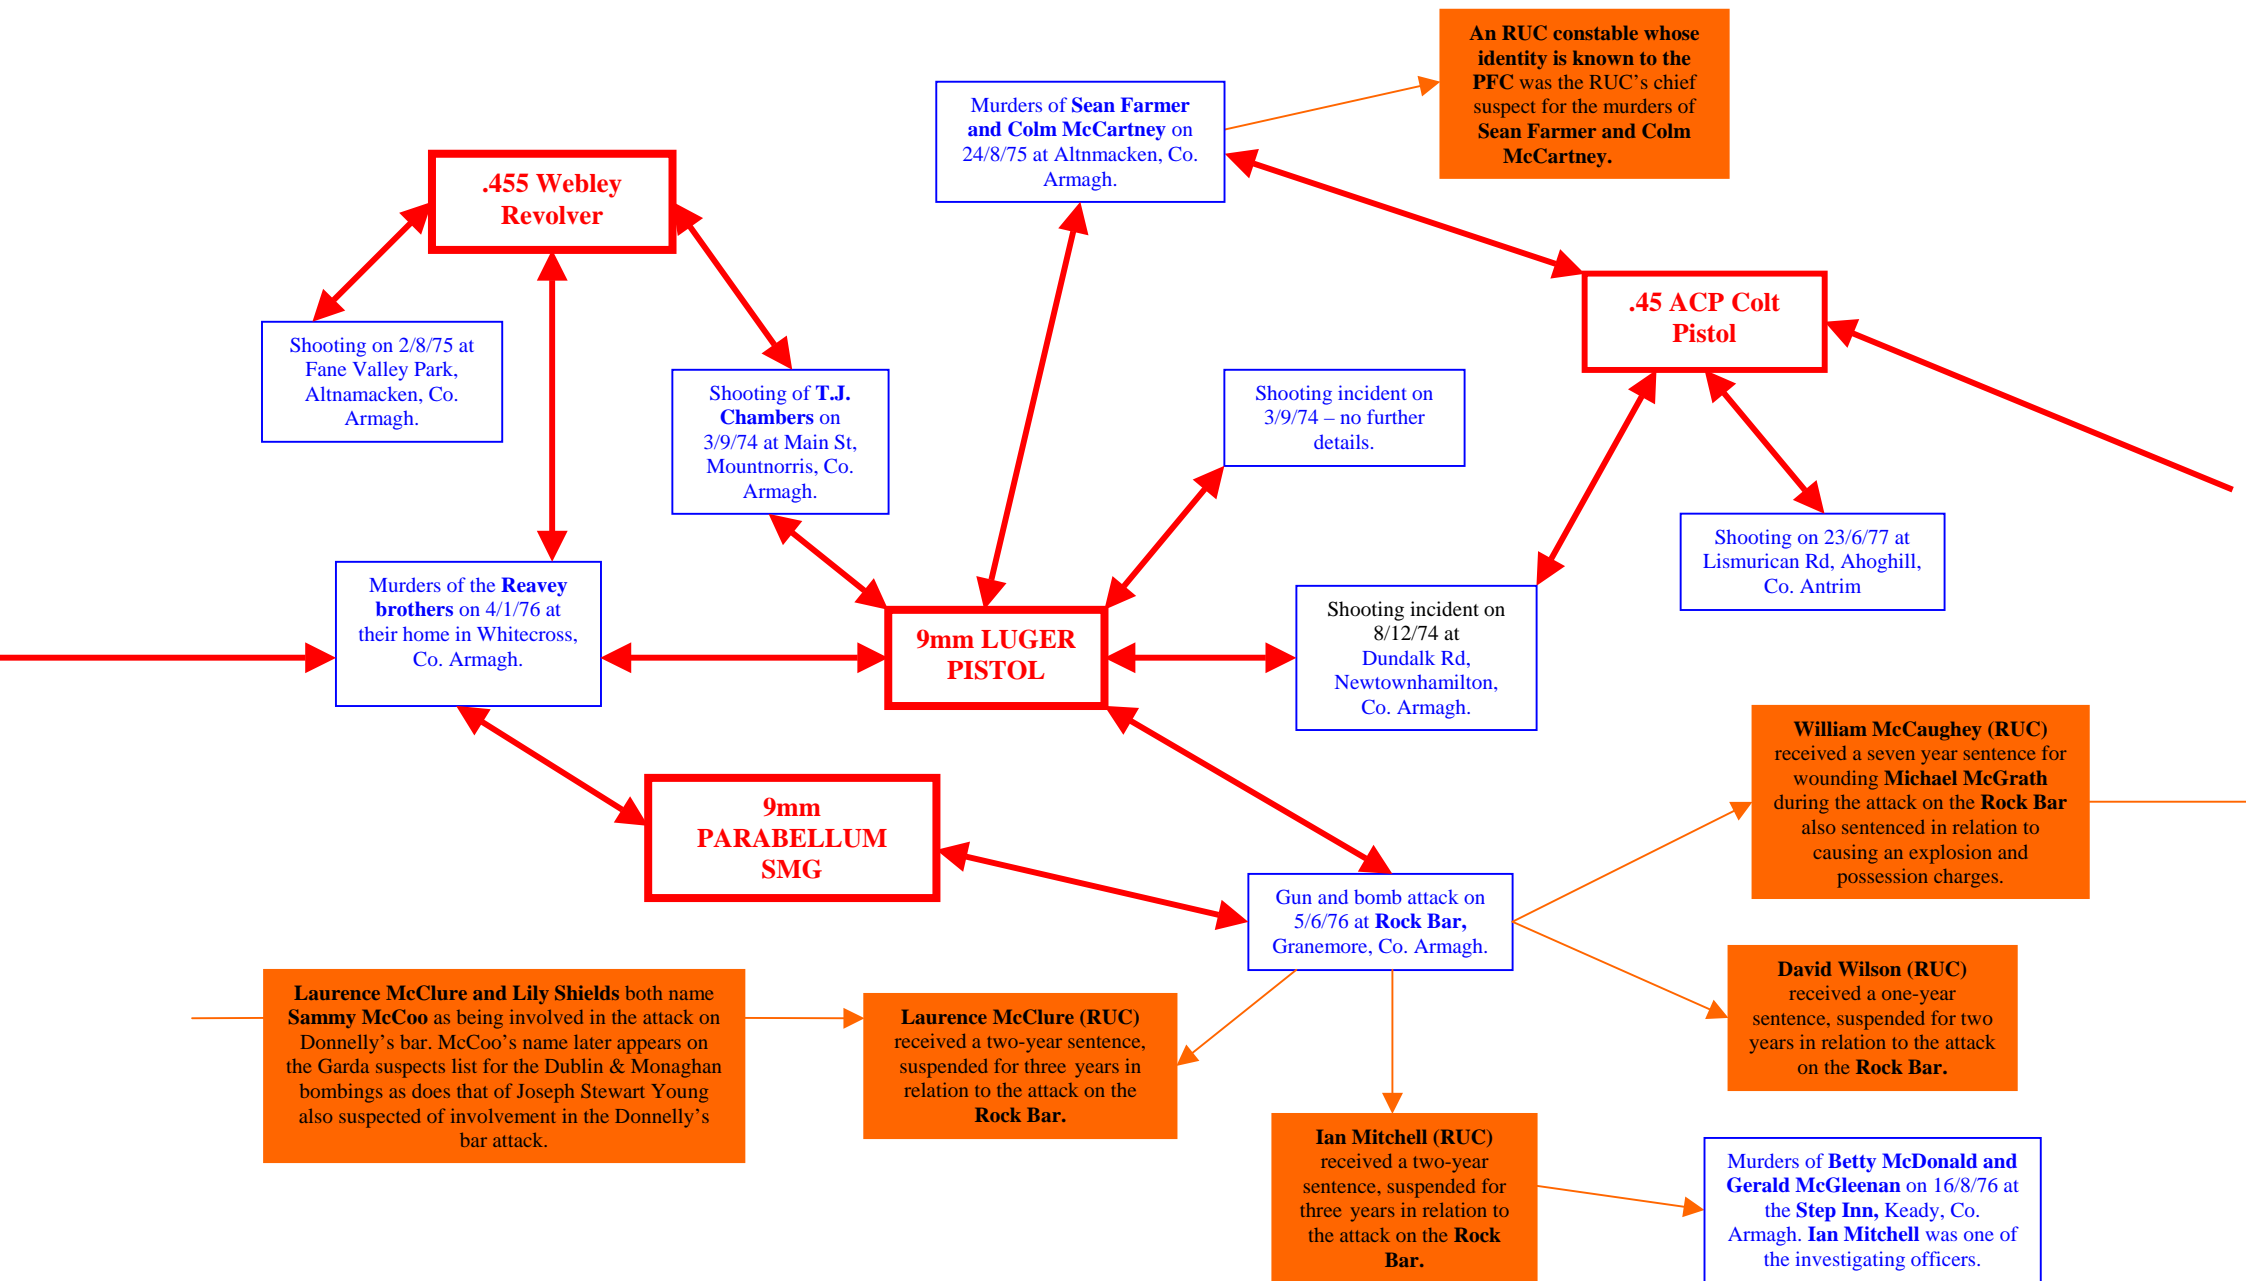 An RUC constable whose
identity is known to the
PFC was the RUC's chief
suspect for the murders of
Sean Farmer and Colm
McCartney.
Murders of Sean Farmer
and Colm McCartney on
24/8/75 at Altnmacken, Co.
Armagh.
.455 Webley
Revolver
.45 ACP Colt
Pistol
Shooting on 2/8/75 at
Fane Valley Park,
Altnamacken, Co.
Armagh.
Shooting of T.J.
Chambers on
3/9/74 at Main St,
Mountnorris, Co.
Armagh.
Shooting incident on
3/9/74 – no further
details.
Shooting on 23/6/77 at
Lismurican Rd, Ahoghill,
Co. Antrim
Murders of the Reavey
brothers on 4/1/76 at
their home in Whitecross,
Co. Armagh.
9mm LUGER
PISTOL
Shooting incident on
8/12/74 at
Dundalk Rd,
Newtownhamilton,
Co. Armagh.
William McCaughey (RUC)
received a seven year sentence for
wounding Michael McGrath
during the attack on the Rock Bar
also sentenced in relation to
causing an explosion and
possession charges.
9mm
PARABELLUM
SMG
Gun and bomb attack on
5/6/76 at Rock Bar,
Granemore, Co. Armagh.
David Wilson (RUC)
received a one-year
sentence, suspended for two
years in relation to the attack
on the Rock Bar.
Laurence McClure and Lily Shields both name
Sammy McCoo as being involved in the attack on
Donnelly's bar. McCoo's name later appears on
the Garda suspects list for the Dublin & Monaghan
bombings as does that of Joseph Stewart Young
also suspected of involvement in the Donnelly's
bar attack.
Laurence McClure (RUC)
received a two-year sentence,
suspended for three years in
relation to the attack on the
Rock Bar.
Ian Mitchell (RUC)
received a two-year
sentence, suspended for
three years in relation to
the attack on the Rock
Bar.
Murders of Betty McDonald and
Gerald McGleenan on 16/8/76 at
the Step Inn, Keady, Co.
Armagh. Ian Mitchell was one of
the investigating officers.